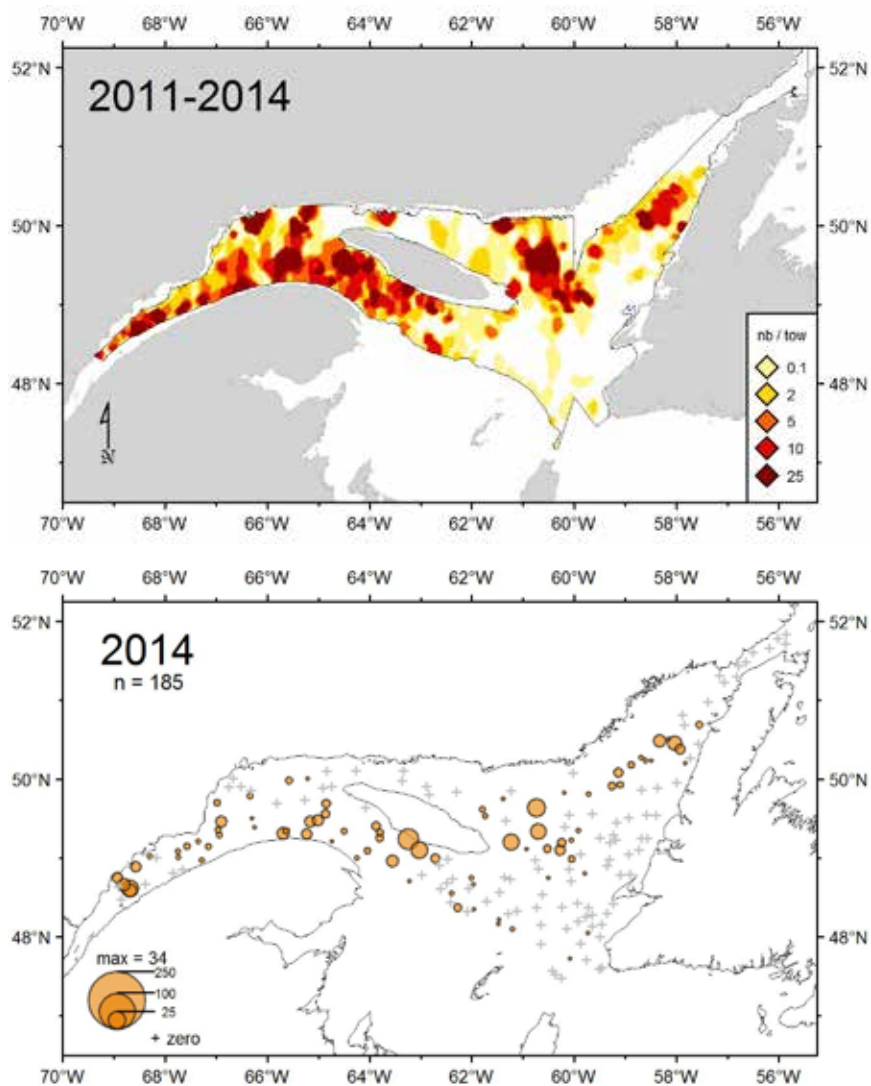 70°W 68°W 66°W 64°W 62°W 60°W 58°W 56°W
52°N 52°N
2011-2014
50°N 50°N
nb / tow
0.1
48°N 2 48°N
5
10
N
25
70°W 68°W 66°W 64°W 62°W 60°W 58°W 56°W
70°W 68°W 66°W 64°W 62°W 60°W 58°W 56°W
52°N 52°N
2014
n = 185
50°N 50°N
48°N 48°N
max = 34
250
100
25
+ zero
70°W 68°W 66°W 64°W 62°W 60°W 58°W 56°W